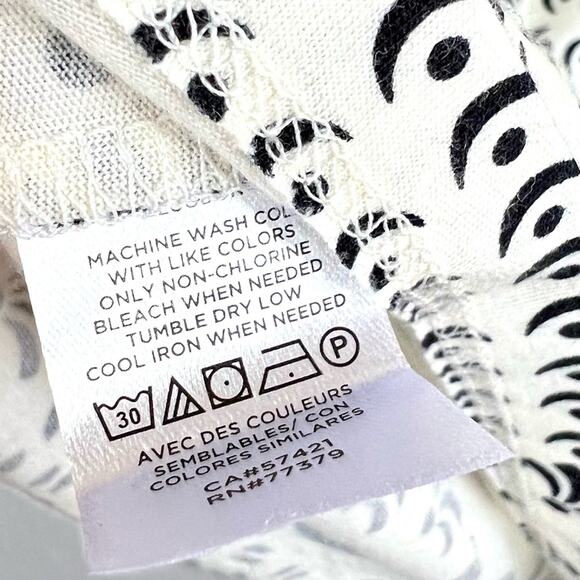 MACHINE WASH COL
WITH LIKE COLORS
ONLY NON-CHLORINE
BLEACH WHEN NEEDED
TUMBLE DRY LOW
COOL IRON WHEN NEEDED
30 P
AVEC DES COULEURS
SEMBLABLES/ CON
COLORES SIMILARES
CA#57421
RN#77379